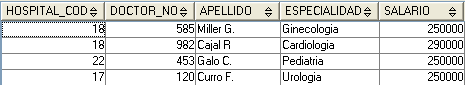 HOSPITAL_COD DOCTOR_NO APELLIDO ESPECIALIDAD SALARIO
18 585 Miller G. Ginecologia 250000
18 982 Cajal R Cardiologia 290000
22 453 Galo C. Pediatria 250000
17 120 Curro F. Urologia 250000